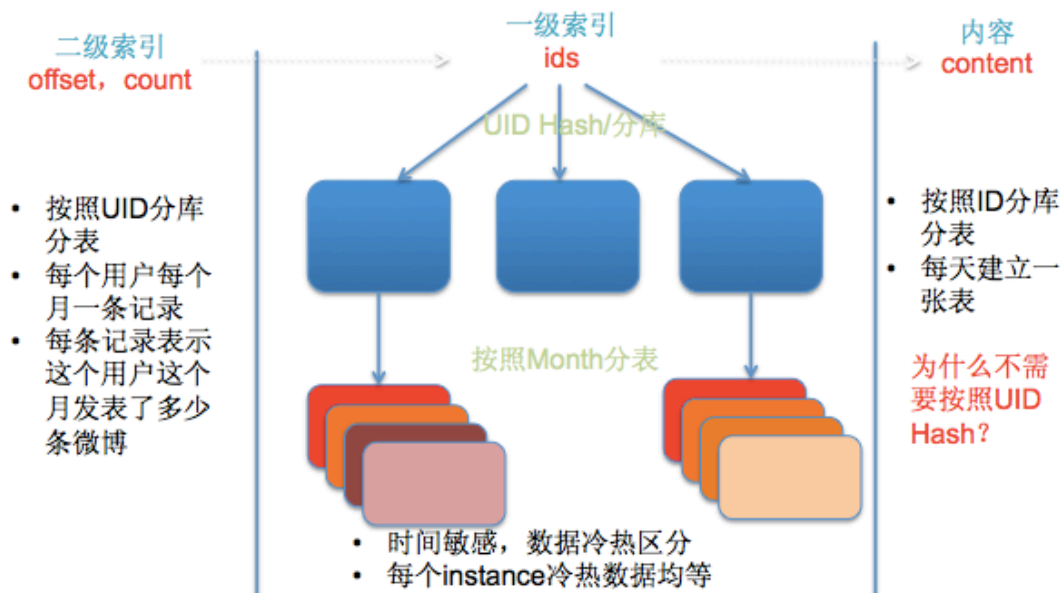 二级索引
offset，count
一级索引
ids
内容
content
UID Hash/分库
• 按照UID分库
分表
• 每个用户每个
月一条记录
• 每条记录表示
这个用户这个
月发表了多少
条微博
按照Month分表
• 时间敏感，数据冷热区分
• 每个instance冷热数据均等
• 按照ID分库
分表
• 每天建立一
张表
为什么不需
要按照UID
Hash？